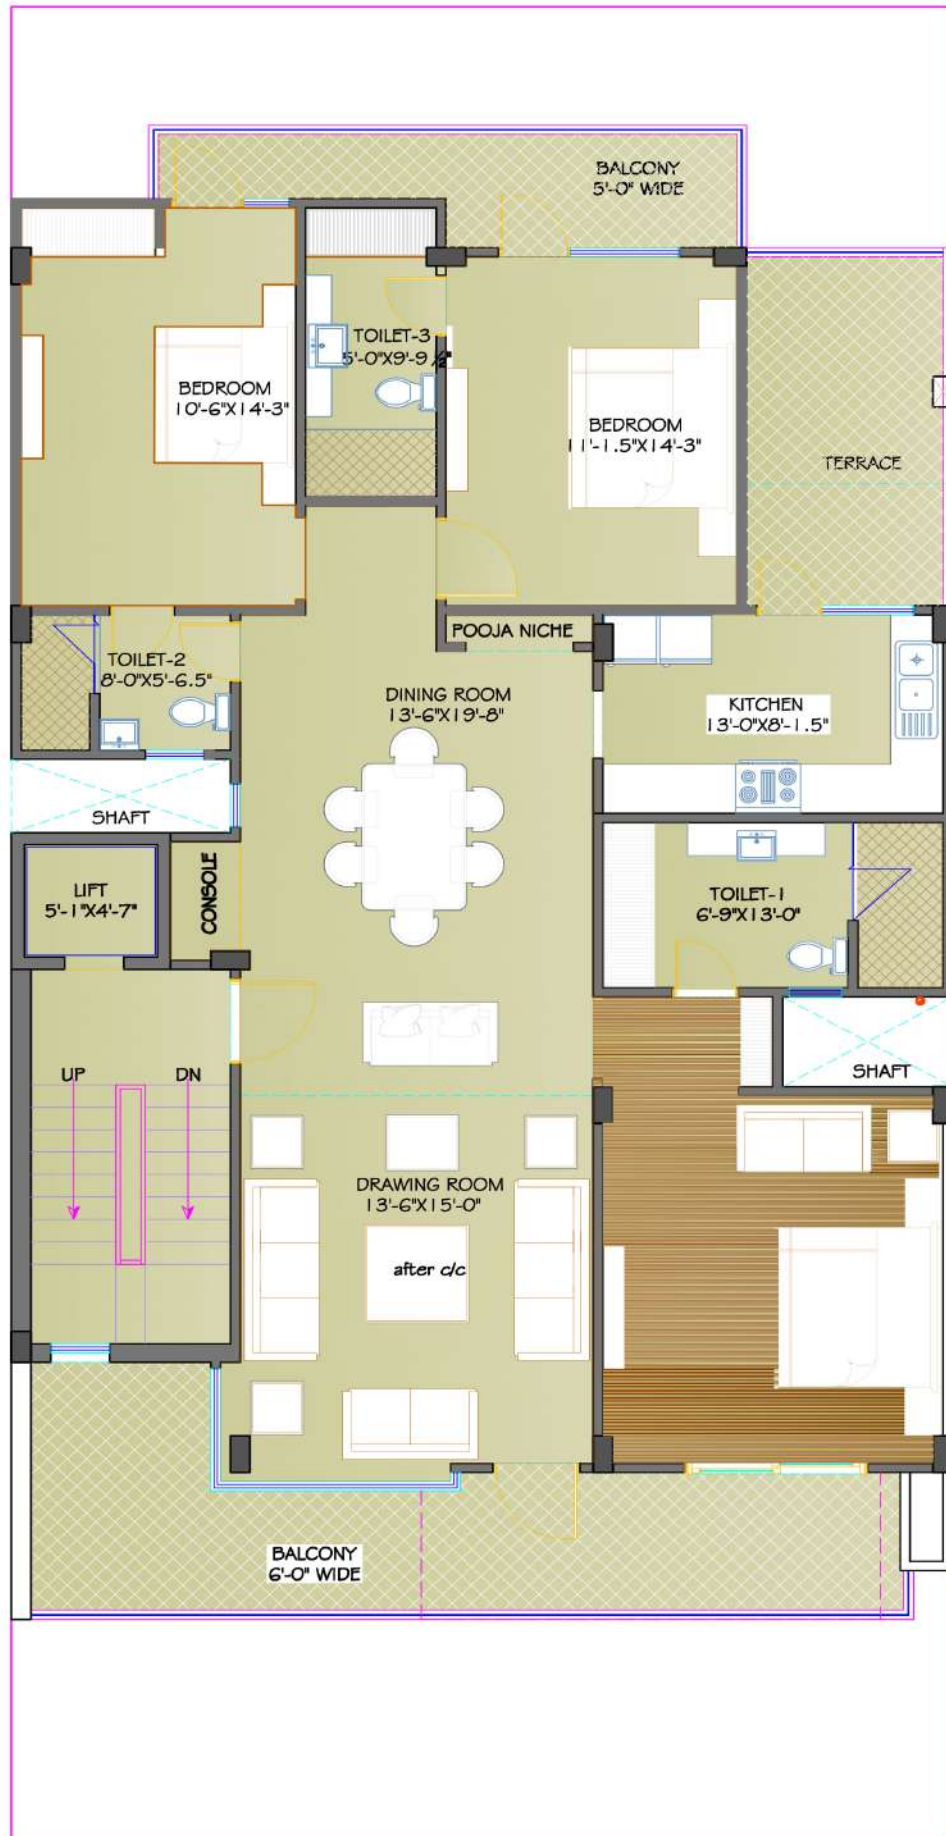 BALCONY
5'-0" WIDE
TOILET-3
5'-0"X9'-9 ½"
BEDROOM
10'-6"X14'-3"
BEDROOM
11'-1.5"X14'-3"
TERRACE
POOJA NICHE
TOILET-2
8'-0"X5'-6.5"
DINING ROOM
13'-6"X19'-8"
KITCHEN
13'-0"X8'-1.5"
SHAFT
LIFT
5'-1"X4'-7"
CONSOLE
TOILET-1
6'-9"X13'-0"
UP
DN
SHAFT
DRAWING ROOM
13'-6"X15'-0"
after c/c
BALCONY
6'-0" WIDE